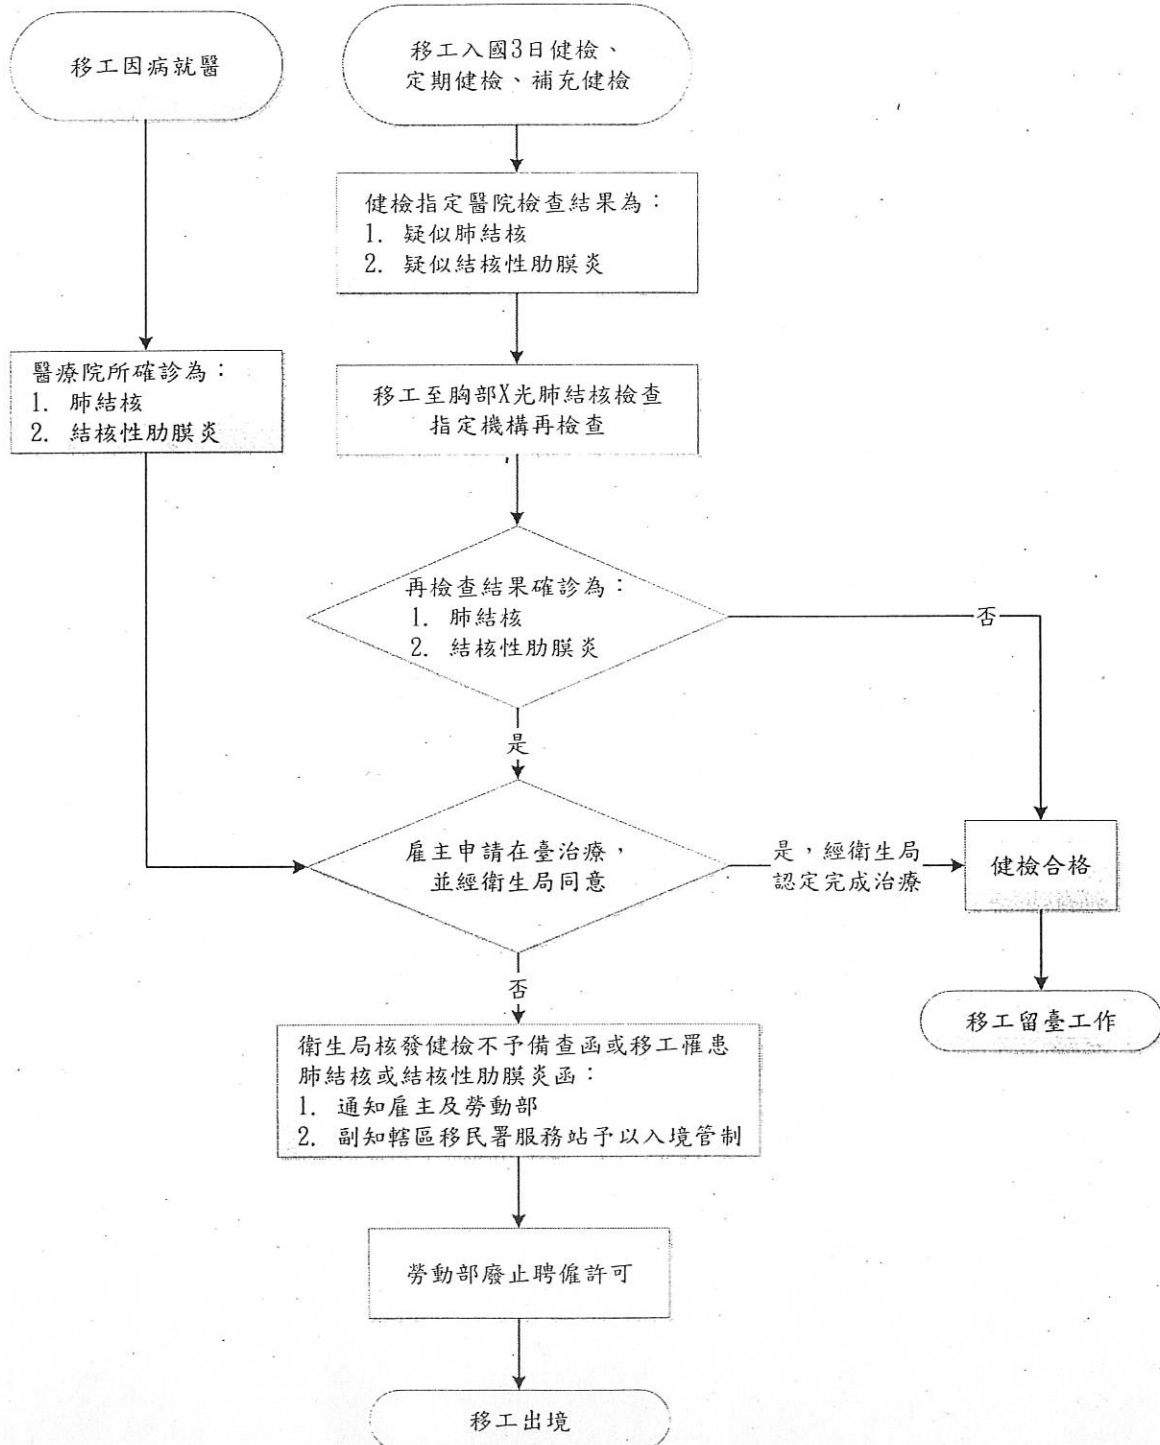 移工因病就醫
移工入國3日健檢、
定期健檢、補充健檢
健檢指定醫院檢查結果為：
1. 疑似肺結核
2. 疑似結核性肋膜炎
醫療院所確診為：
1. 肺結核
2. 結核性肋膜炎
移工至胸部X光肺結核檢查
指定機構再檢查
再檢查結果確診為：
1. 肺結核
2. 結核性肋膜炎
否
是
雇主申請在臺治療，
並經衛生局同意
是，經衛生局
認定完成治療
健檢合格
否
移工留臺工作
衛生局核發健檢不予備查函或移工罹患
肺結核或結核性肋膜炎函：
1. 通知雇主及勞動部
2. 副知轄區移民署服務站予以入境管制
勞動部廢止聘僱許可
移工出境